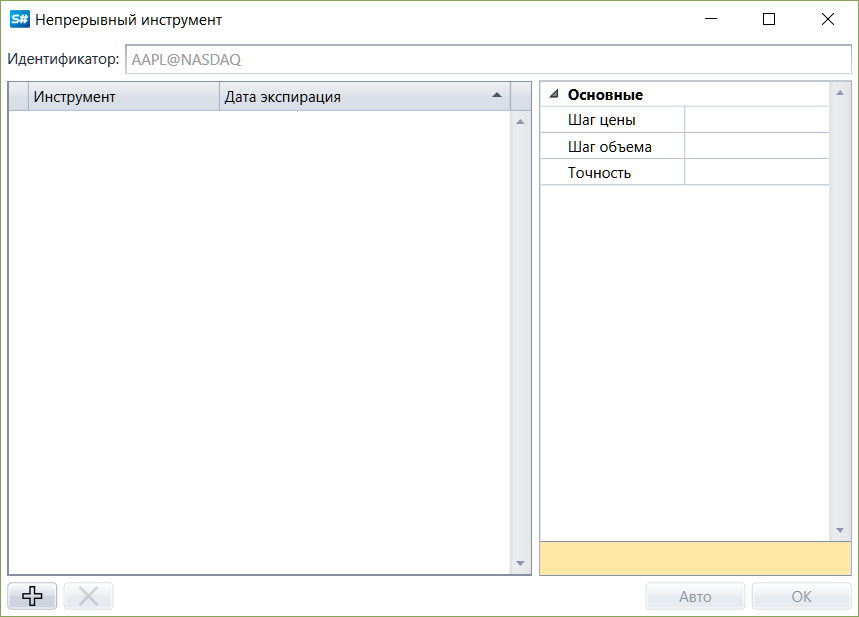 S# Непрерывный инструмент
Идентификатор: AAPL@NASDAQ
Инструмент Дата экспирация
Основные
Шаг цены
Шаг объема
Точность
Авто OK